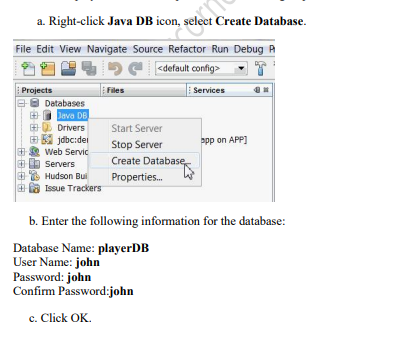 a. Right-click Java DB icon, select Create Database.
File Edit View Navigate Source Refactor Run Debug
<default config>
Projects Files Services
Databases
Java DB
Drivers
Start Server
jdbc:de
Stop Server
app on APP]
Web Servic
Create Database...
Servers
Hudson Bui
Properties...
Issue Trackers
b. Enter the following information for the database:
Database Name: playerDB
User Name: john
Password: john
Confirm Password:john
c. Click OK.